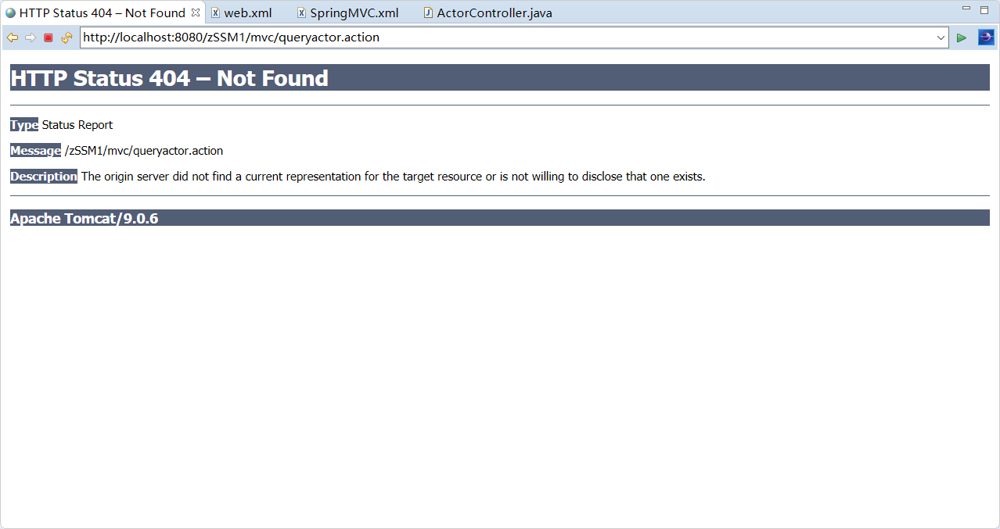 HTTP Status 404 – Not Found web.xml SpringMVC.xml ActorController.java
http://localhost:8080/zSSM1/mvc/queryactor.action
HTTP Status 404 – Not Found
Type Status Report
Message /zSSM1/mvc/queryactor.action
Description The origin server did not find a current representation for the target resource or is not willing to disclose that one exists.
Apache Tomcat/9.0.6